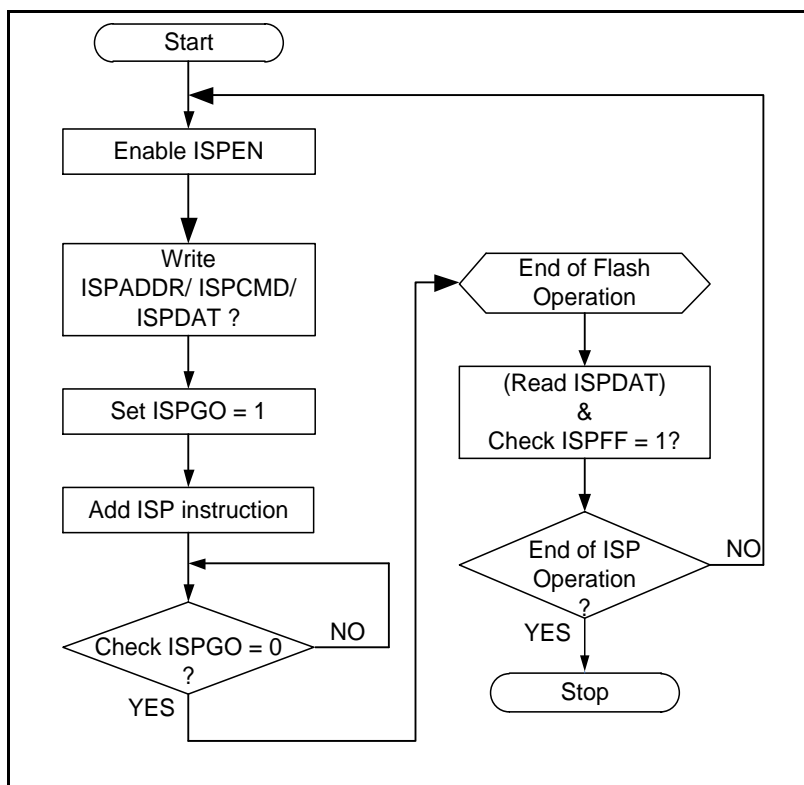 Start
Enable ISPEN
Write
ISPADDR/ ISPCMD/
ISPDAT ?
Set ISPGO = 1
Add ISP instruction
Check ISPGO = 0
?
NO
YES
End of Flash
Operation
(Read ISPDAT)
&
Check ISPFF = 1?
End of ISP
Operation
?
NO
YES
Stop